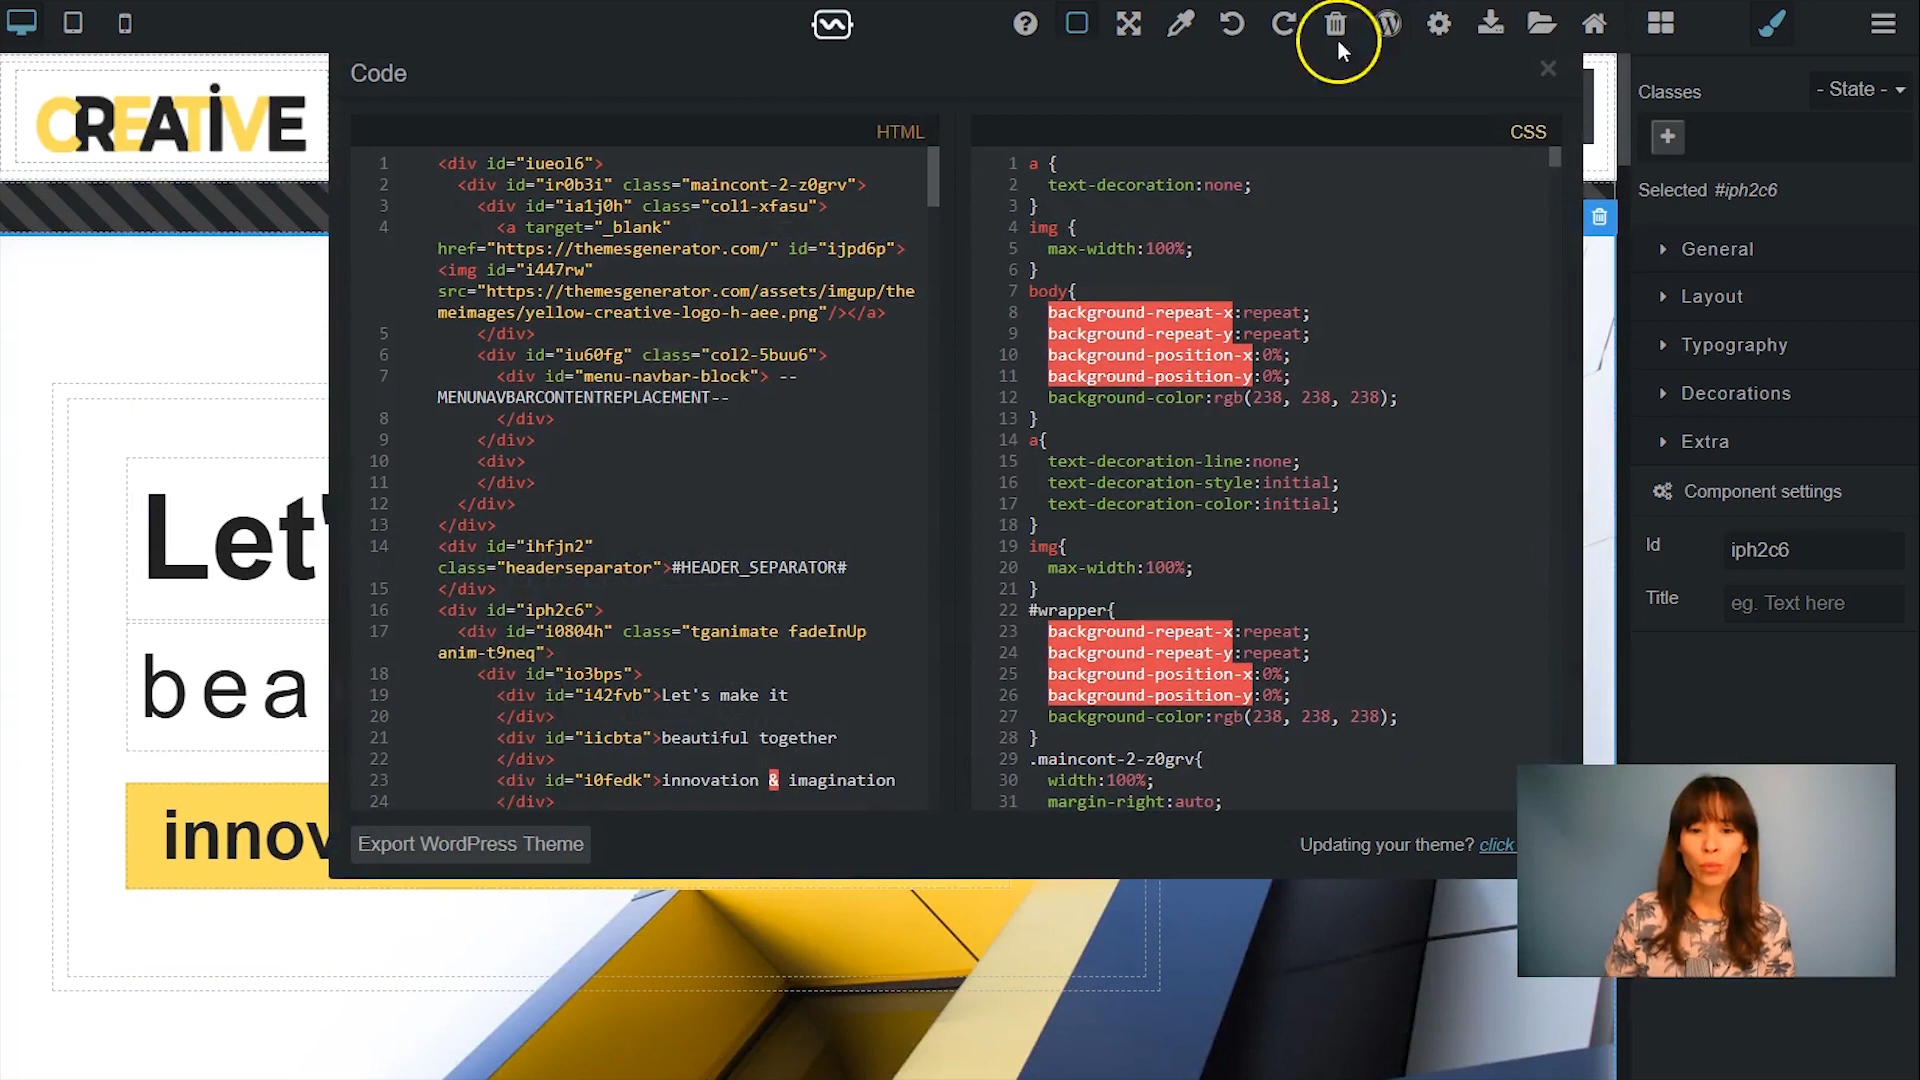 Code
- State -
Classes
CREATIVE
HTML
CSS
1 <div id="iueol6">
2 <div id="ir0b3i" class="maincont-2-z0grv">
3 <div id="ia1j0h" class="col1-xfasu">
4 <a target="_blank"
href="https://themesgenerator.com/" id="ijpd6p">
<img id="i447rw"
src="https://themesgenerator.com/assets/imgup/the
meimages/yellow-creative-logo-h-aee.png"/></a>
5 </div>
6 <div id="iu60fg" class="col2-5buu6">
7 <div id="menu-navbar-block"> --
MENUNAVBARCONTENTREPLACEMENT--
8 </div>
9 </div>
10 <div>
11 </div>
12 </div>
13 </div>
14 <div id="ihfjn2"
class="headerseparator">#HEADER_SEPARATOR#
15 </div>
16 <div id="iph2c6">
17 <div id="i0804h" class="tganimate fadeInUp
anim-t9neq">
18 <div id="io3bps">
19 <div id="i42fvb">Let's make it
20 </div>
21 <div id="iicbta">beautiful together
22 </div>
23 <div id="i0fedk">innovation & imagination
24 </div>
1 a {
2 text-decoration:none;
3 }
4 img {
5 max-width:100%;
6 }
7 body{
8 background-repeat-x:repeat;
9 background-repeat-y:repeat;
10 background-position-x:0%;
11 background-position-y:0%;
12 background-color:rgb(238, 238, 238);
13 }
14 a{
15 text-decoration-line:none;
16 text-decoration-style:initial;
17 text-decoration-color:initial;
18 }
19 img{
20 max-width:100%;
21 }
22 #wrapper{
23 background-repeat-x:repeat;
24 background-repeat-y:repeat;
25 background-position-x:0%;
26 background-position-y:0%;
27 background-color:rgb(238, 238, 238);
28 }
29 .maincont-2-z0grv{
30 width:100%;
31 margin-right:auto;
Selected #iph2c6
General
Layout
Typography
Decorations
Extra
Component settings
Id iph2c6
Title eg. Text here
Let'
bea
innov
Export WordPress Theme
Updating your theme? click